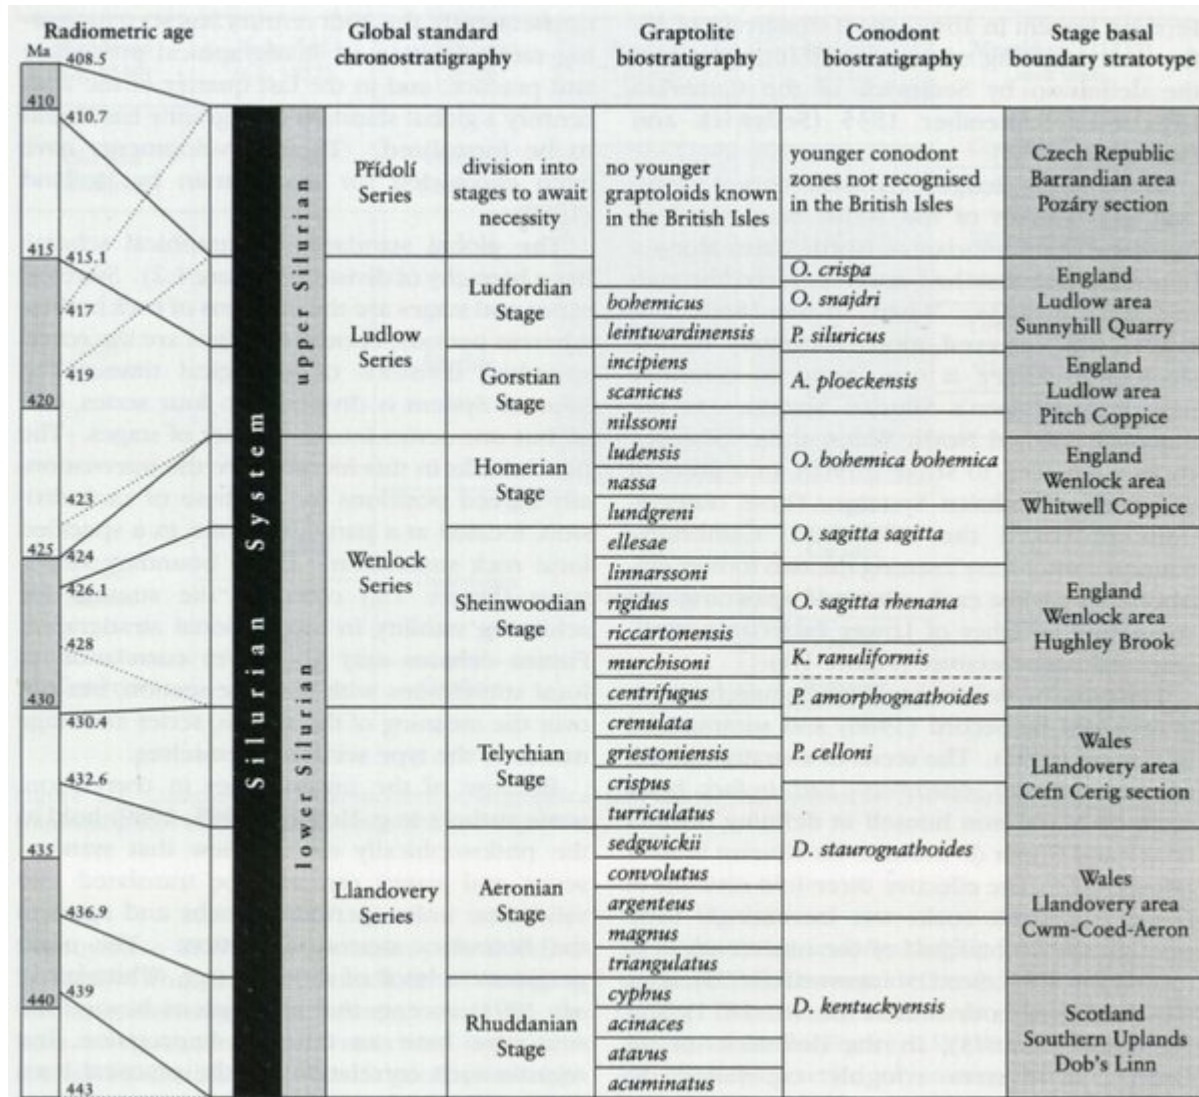 Radiometric age
Ma
408.5
410
410.7
415
415.1
417
419
420
423
425
424
426.1
428
430
430.4
432.6
435
436.9
440
439
443
Silurian System
upper Silurian
lower Silurian
Global standard
chronostratigraphy
Přídolí
Series
division into
stages to await
necessity
Ludlow
Series
Ludfordian
Stage
Gorstian
Stage
Wenlock
Series
Homerian
Stage
Sheinwoodian
Stage
Llandovery
Series
Telychian
Stage
Aeronian
Stage
Rhuddanian
Stage
Graptolite
biostratigraphy
no younger
graptoloids known
in the British Isles
bohemicus
leintwardinensis
incipiens
scanicus
nilssoni
ludensis
nassa
lundgreni
ellesae
linnarssoni
rigidus
riccartonensis
murchisoni
centrifugus
crenulata
griestoniensis
crispus
turriculatus
sedgwickii
convolutus
argenteus
magnus
triangulatus
cyphus
acinaces
atavus
acuminatus
Conodont
biostratigraphy
younger conodont
zones not recognised
in the British Isles
O. crispa
O. snajdri
P. siluricus
A. ploeckensis
O. bohemica bohemica
O. sagitta sagitta
O. sagitta rhenana
K. ranuliformis
P. amorphognathoides
P. celloni
D. staurognathoides
D. kentuckyensis
Stage basal
boundary stratotype
Czech Republic
Barrandian area
Pozáry section
England
Ludlow area
Sunnyhill Quarry
England
Ludlow area
Pitch Coppice
England
Wenlock area
Whitwell Coppice
England
Wenlock area
Hughley Brook
Wales
Llandovery area
Cefn Cerig section
Wales
Llandovery area
Cwm-Coed-Aeron
Scotland
Southern Uplands
Dob's Linn